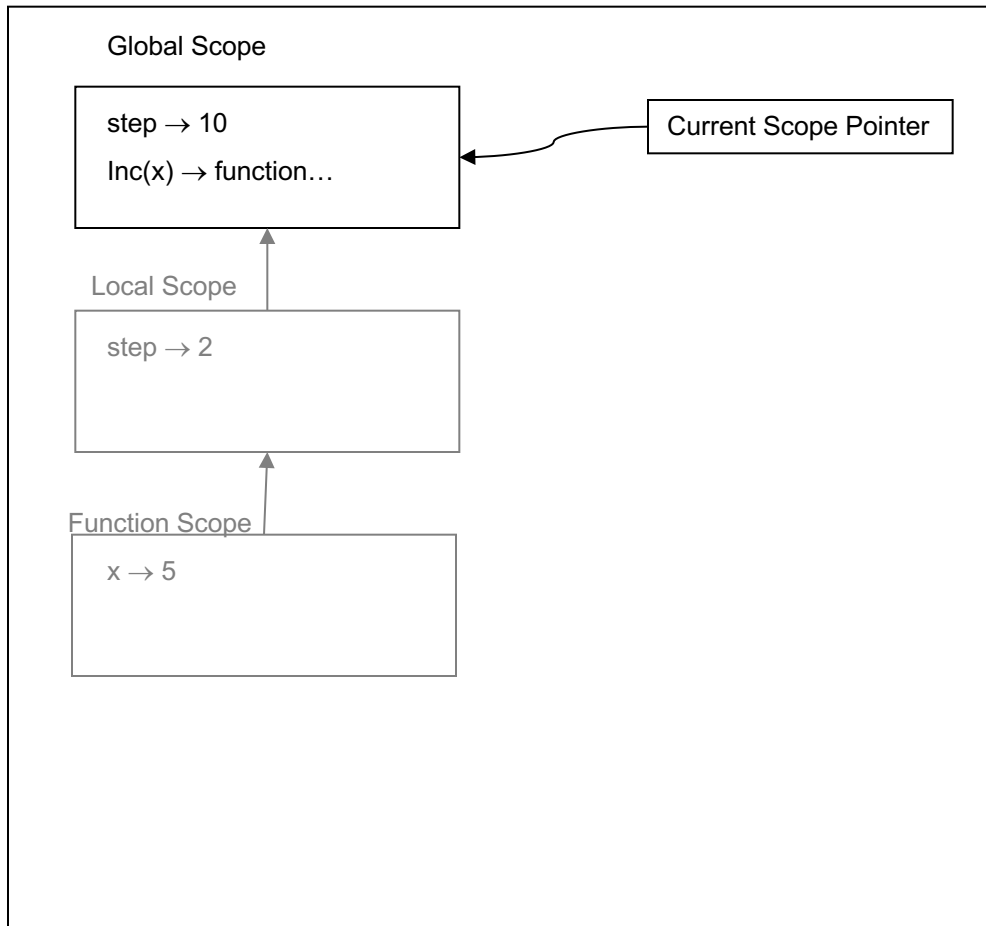 Global Scope
step → 10
Inc(x) → function…
Current Scope Pointer
Local Scope
step → 2
Function Scope
x → 5